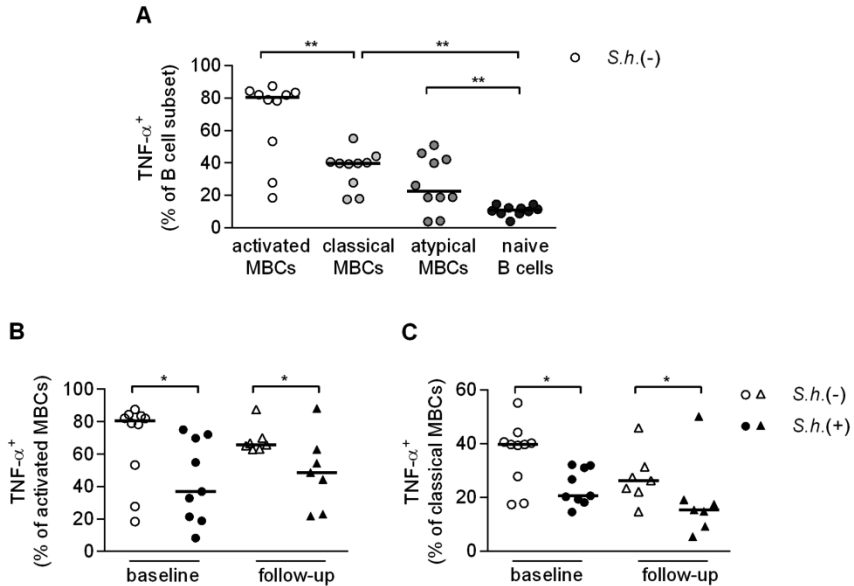 A
** **
**
S.h.(-)
TNF-α⁺
(% of B cell subset)
100
80
60
40
20
0
activated
MBCs
classical
MBCs
atypical
MBCs
naive
B cells
B
* *
TNF-α⁺
(% of activated MBCs)
100
80
60
40
20
0
baseline follow-up
C
* *
TNF-α⁺
(% of classical MBCs)
60
40
20
0
baseline follow-up
S.h.(-)
S.h.(+)